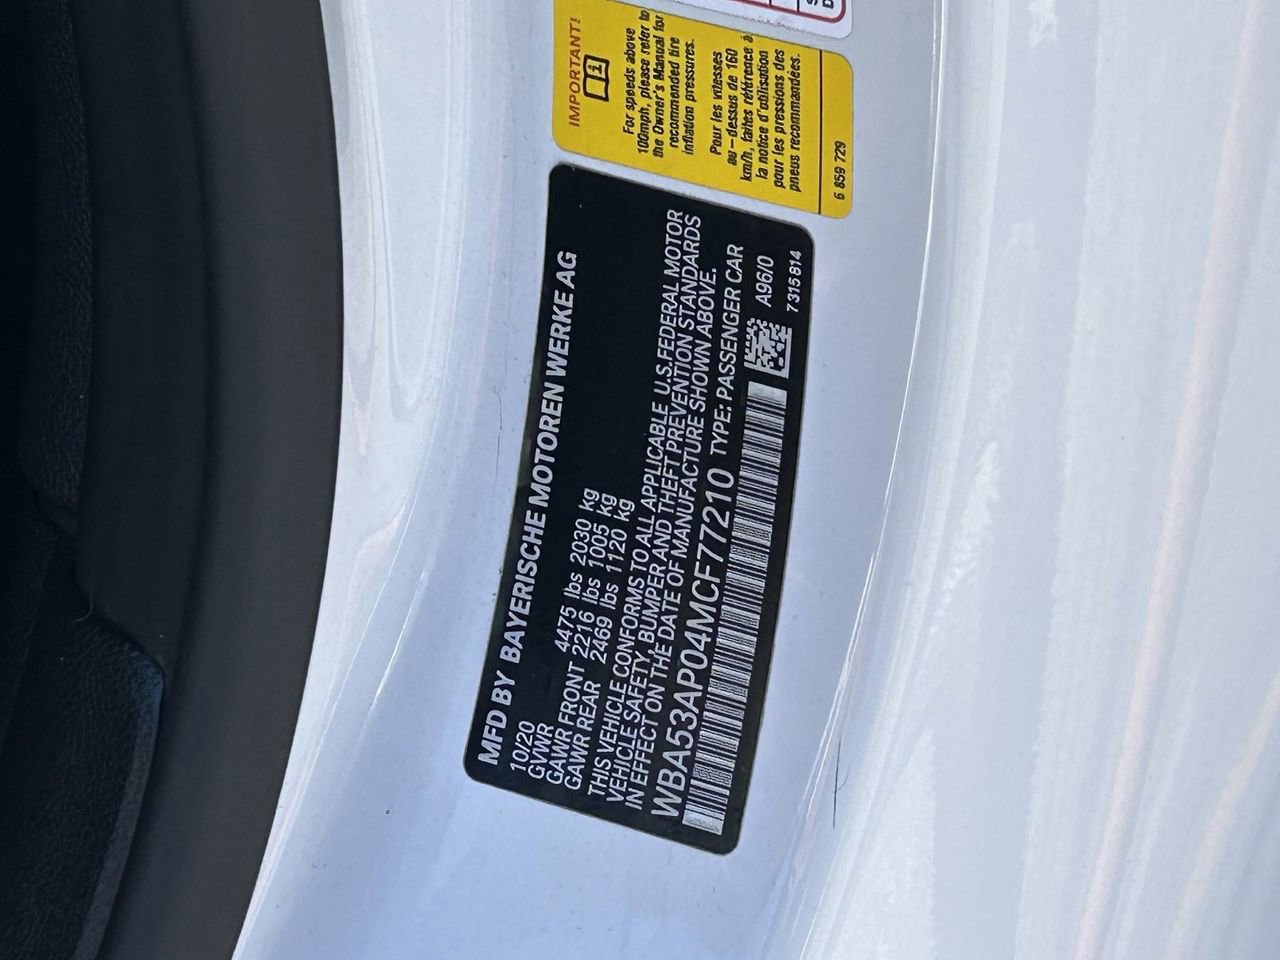 MFD BY BAYERISCHE MOTOREN WERKE AG
10/20
GVWR 4475 lbs 2030 kg
GAWR FRONT 2216 lbs 1005 kg
GAWR REAR 2469 lbs 1120 kg
THIS VEHICLE CONFORMS TO ALL APPLICABLE U.S.FEDERAL MOTOR
VEHICLE SAFETY, BUMPER AND THEFT PREVENTION STANDARDS
IN EFFECT ON THE DATE OF MANUFACTURE SHOWN ABOVE.
WBA53AP04MCF77210 TYPE: PASSENGER CAR
A96/0
7315814
IMPORTANT!
For speeds above
100mph, please refer to
the Owner's Manual for
recommended tire
inflation pressures.
Pour les vitesses
au-dessus de 160
km/h, faites référence à
la notice d'utilisation
pour les pressions des
pneus recommandées.
6 859 729